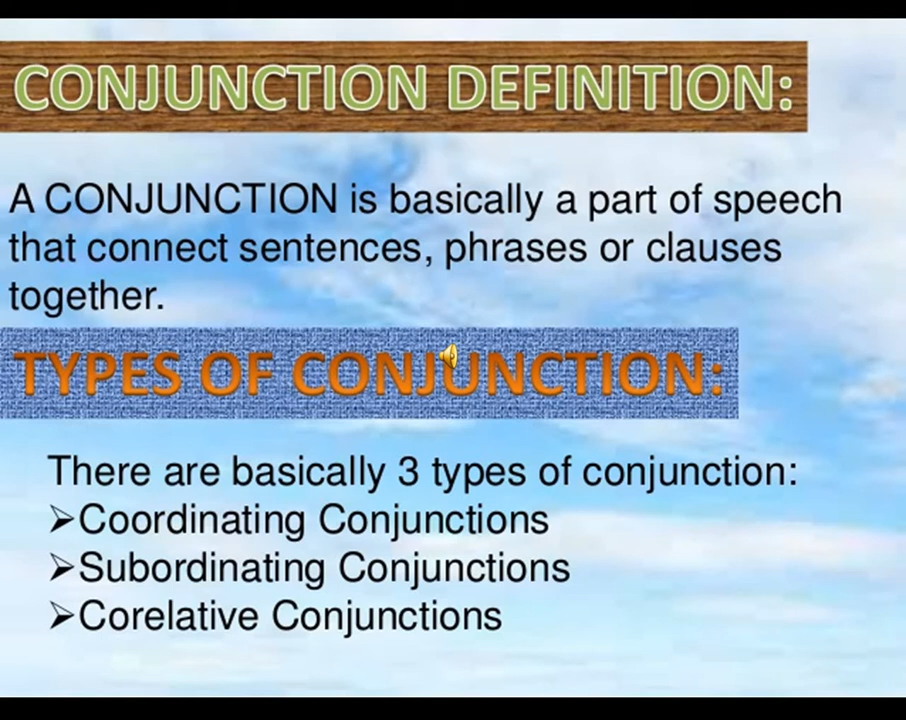 CONJUNCTION DEFINITION:
A CONJUNCTION is basically a part of speech
that connect sentences, phrases or clauses
together.
TYPES OF CONJUNCTION:
There are basically 3 types of conjunction:
➢Coordinating Conjunctions
➢Subordinating Conjunctions
➢Corelative Conjunctions